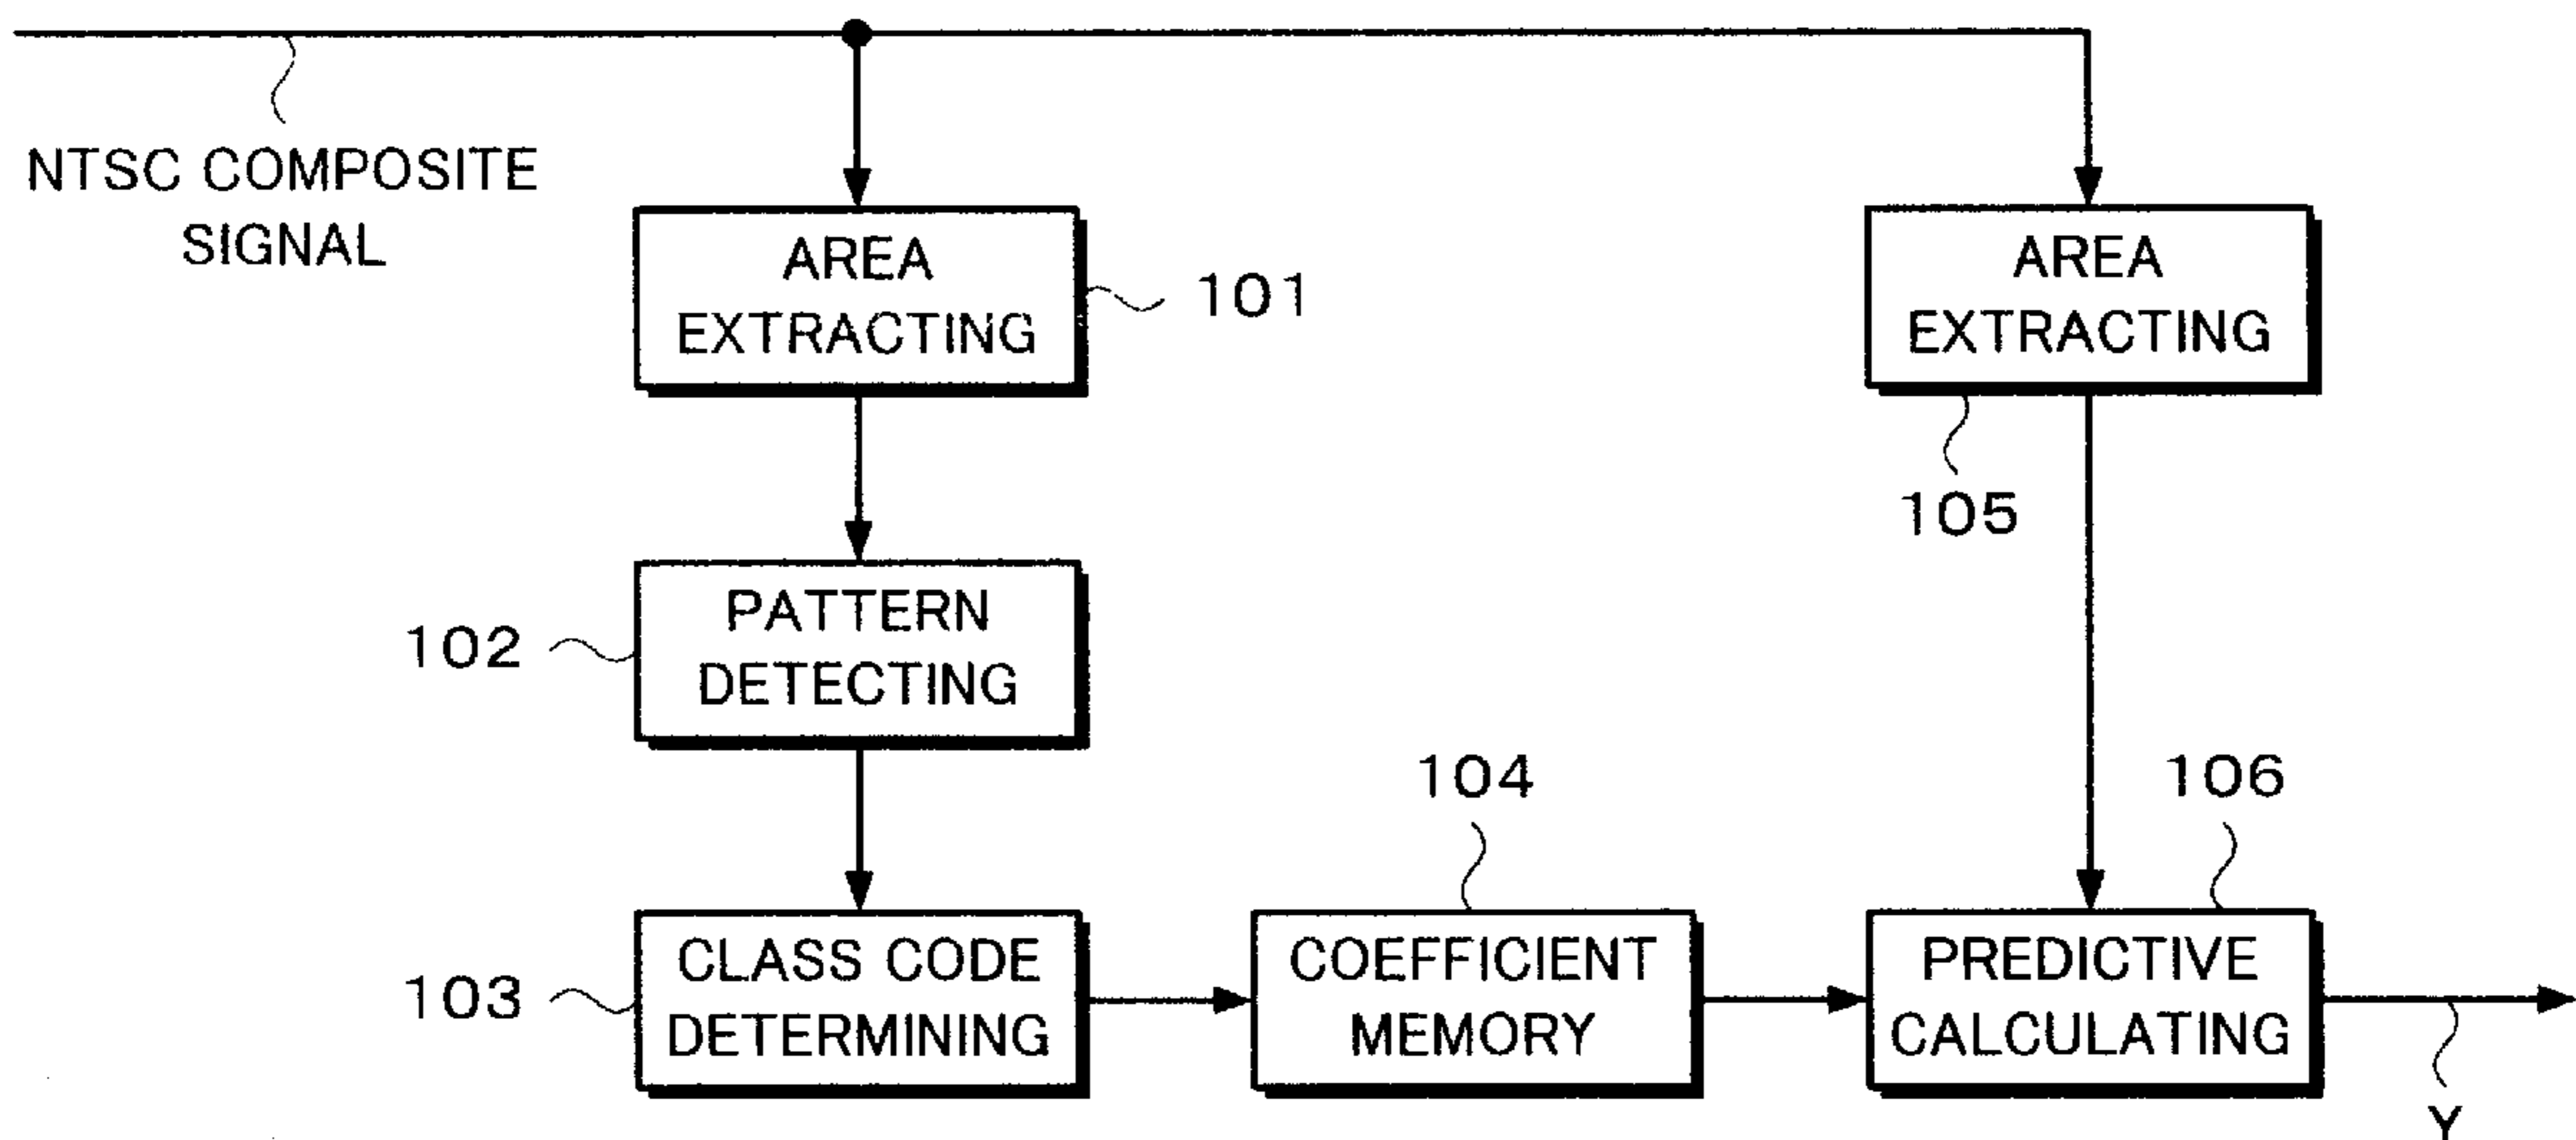 NTSC COMPOSITE
SIGNAL
AREA
EXTRACTING
101
AREA
EXTRACTING
105
PATTERN
DETECTING
102
CLASS CODE
DETERMINING
103
104
COEFFICIENT
MEMORY
106
PREDICTIVE
CALCULATING
Y